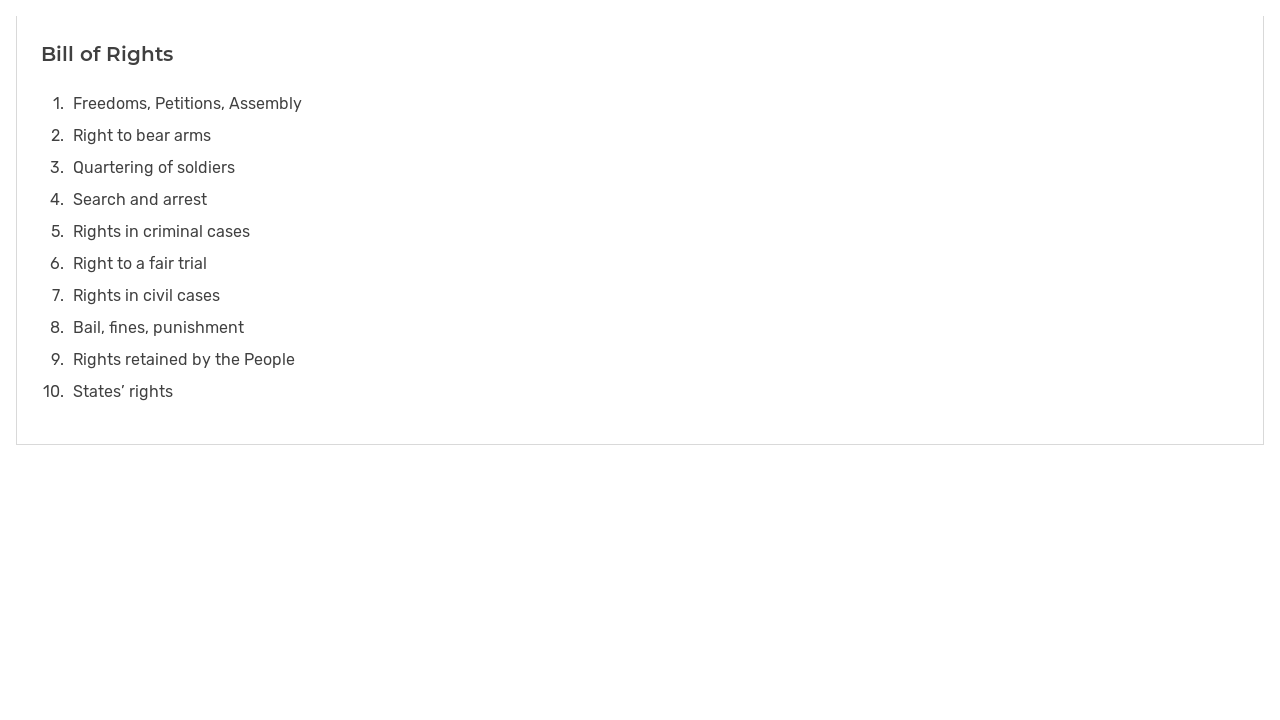 Bill of Rights
1. Freedoms, Petitions, Assembly
2. Right to bear arms
3. Quartering of soldiers
4. Search and arrest
5. Rights in criminal cases
6. Right to a fair trial
7. Rights in civil cases
8. Bail, fines, punishment
9. Rights retained by the People
10. States’ rights